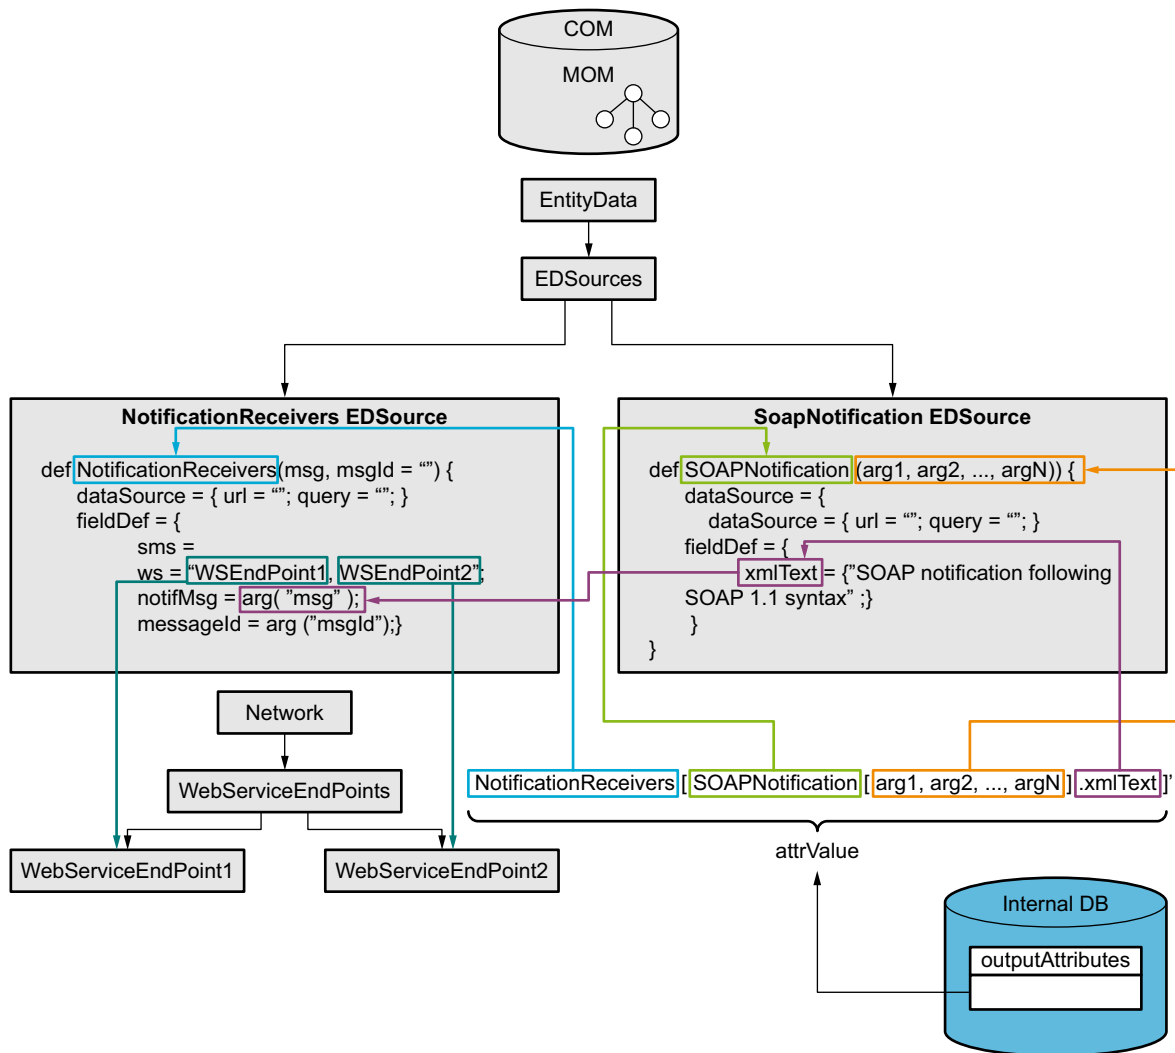 COM
MOM
EntityData
EDSources
NotificationReceivers EDSource
def NotificationReceivers(msg, msgId = “”) {
dataSource = { url = “”; query = “”; }
fieldDef = {
sms =
ws = “WSEndPoint1, WSEndPoint2”;
notifMsg = arg( ”msg” );
messageId = arg (”msgId”);}
SoapNotification EDSource
def SOAPNotification (arg1, arg2, ..., argN)) {
dataSource = {
dataSource = { url = “”; query = “”; }
fieldDef = {
xmlText = {”SOAP notification following
SOAP 1.1 syntax” ;}
}
}
Network
WebServiceEndPoints
WebServiceEndPoint1
WebServiceEndPoint2
NotificationReceivers [ SOAPNotification [ arg1, arg2, ..., argN ] .xmlText ]’
attrValue
Internal DB
outputAttributes